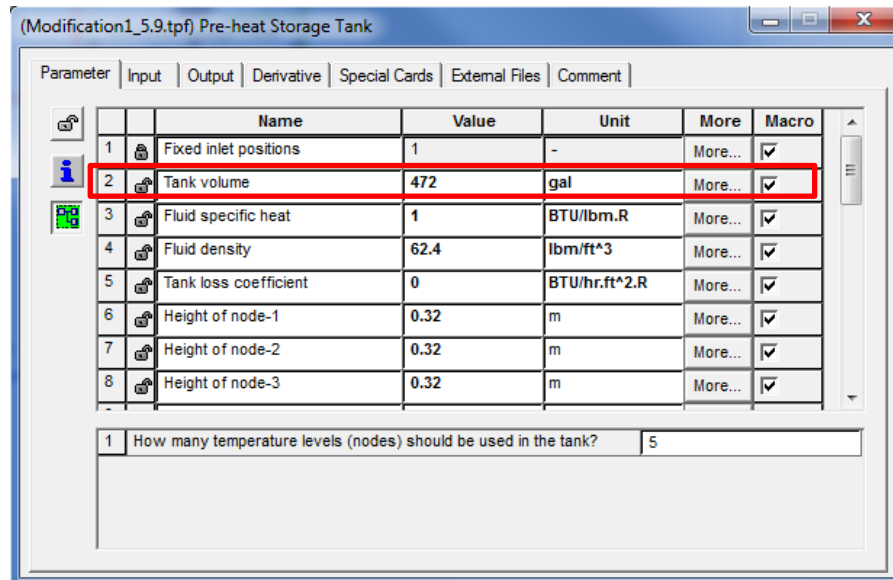 (Modification1_5.9.tpf) Pre-heat Storage Tank
Parameter Input Output Derivative Special Cards External Files Comment
Name Value Unit More Macro
1 Fixed inlet positions 1 - More...
2 Tank volume 472 gal More...
3 Fluid specific heat 1 BTU/lbm.R More...
4 Fluid density 62.4 lbm/ft^3 More...
5 Tank loss coefficient 0 BTU/hr.ft^2.R More...
6 Height of node-1 0.32 m More...
7 Height of node-2 0.32 m More...
8 Height of node-3 0.32 m More...
1 How many temperature levels (nodes) should be used in the tank? 5